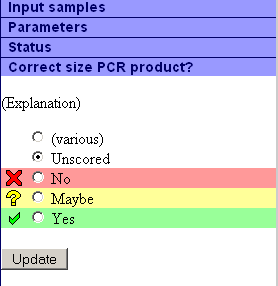 Input samples
Parameters
Status
Correct size PCR product?
(Explanation)
(various)
Unscored
No
Maybe
Yes
Update